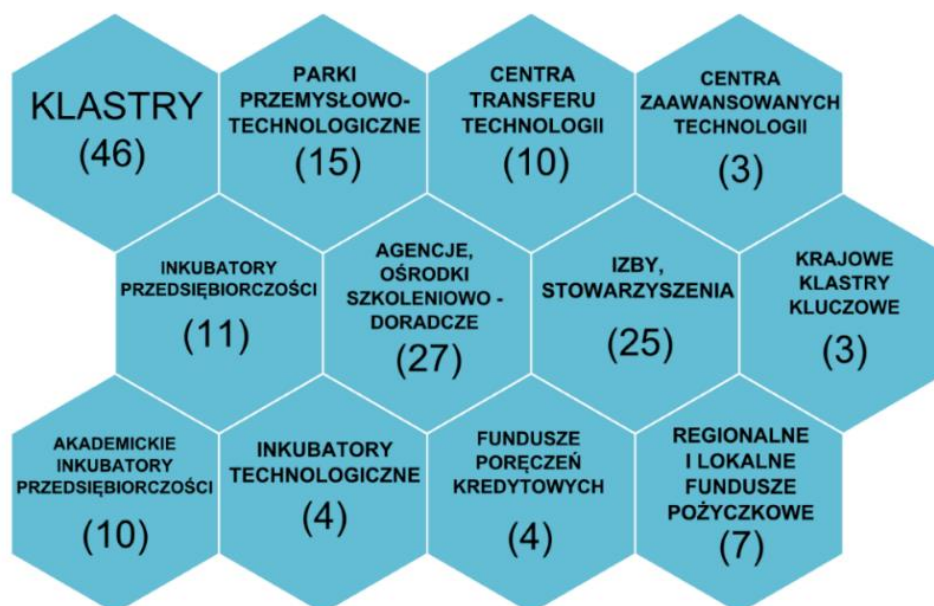 KLASTRY
(46)
PARKI
PRZEMYSŁOWO-
TECHNOLOGICZNE
(15)
CENTRA
TRANSFERU
TECHNOLOGII
(10)
CENTRA
ZAAWANSOWANYCH
TECHNOLOGII
(3)
INKUBATORY
PRZEDSIĘBIORCZOŚCI
(11)
AGENCJE,
OŚRODKI
SZKOLENIOWO -
DORADCZE
(27)
IZBY,
STOWARZYSZENIA
(25)
KRAJOWE
KLASTRY
KLUCZOWE
(3)
AKADEMICKIE
INKUBATORY
PRZEDSIĘBIORCZOŚCI
(10)
INKUBATORY
TECHNOLOGICZNE
(4)
FUNDUSZE
PORĘCZEŃ
KREDYTOWYCH
(4)
REGIONALNE
I LOKALNE
FUNDUSZE
POŻYCZKOWE
(7)